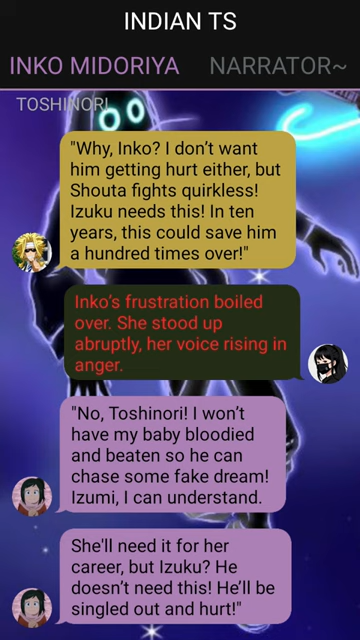 INDIAN TS
INKO MIDORIYA NARRATOR~
TOSHINORI
"Why, Inko? I don’t want
him getting hurt either, but
Shouta fights quirkless!
Izuku needs this! In ten
years, this could save him
a hundred times over!"
Inko’s frustration boiled
over. She stood up
abruptly, her voice rising in
anger.
"No, Toshinori! I won’t
have my baby bloodied
and beaten so he can
chase some fake dream!
Izumi, I can understand.
She'll need it for her
career, but Izuku? He
doesn’t need this! He’ll be
singled out and hurt!"